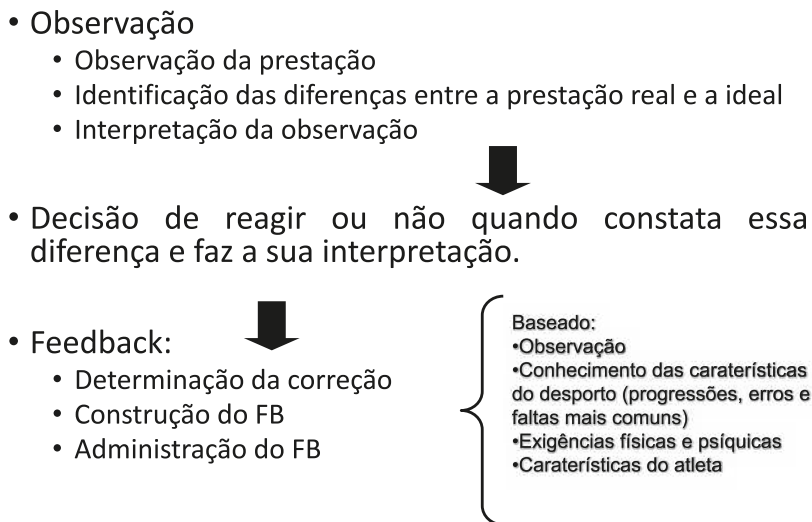 • Observação
• Observação da prestação
• Identificação das diferenças entre a prestação real e a ideal
• Interpretação da observação
• Decisão de reagir ou não quando constata essa
diferença e faz a sua interpretação.
• Feedback:
• Determinação da correção
• Construção do FB
• Administração do FB
Baseado:
•Observação
•Conhecimento das caraterísticas
do desporto (progressões, erros e
faltas mais comuns)
•Exigências físicas e psíquicas
•Caraterísticas do atleta